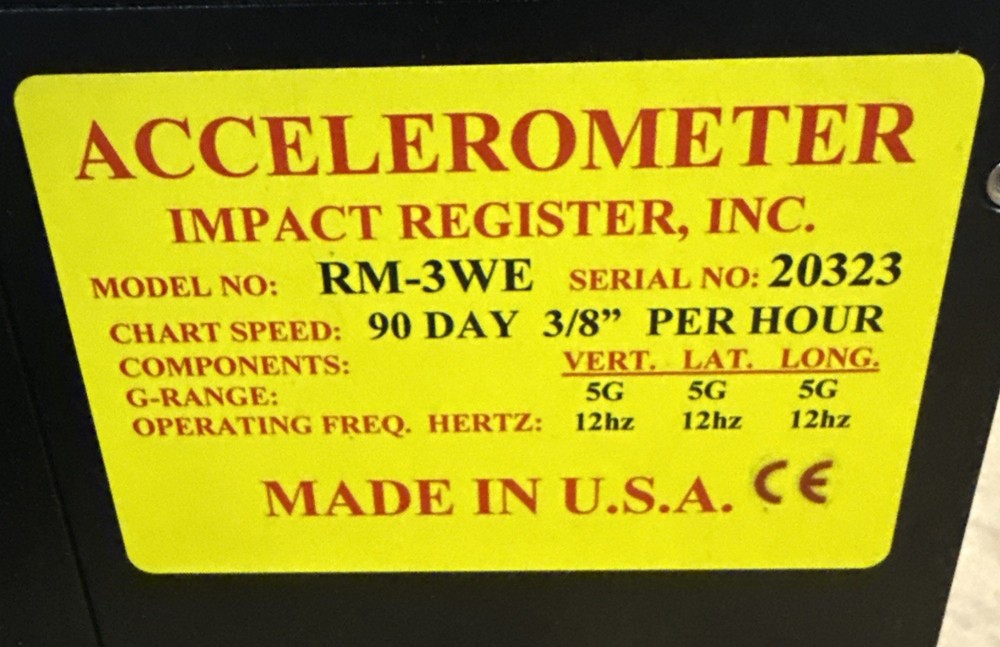 ACCELEROMETER
IMPACT REGISTER, INC.
MODEL NO: RM-3WE SERIAL NO: 20323
CHART SPEED: 90 DAY 3/8” PER HOUR
COMPONENTS: VERT. LAT. LONG.
G-RANGE: 5G 5G 5G
OPERATING FREQ. HERTZ: 12hz 12hz 12hz
MADE IN U.S.A. CE